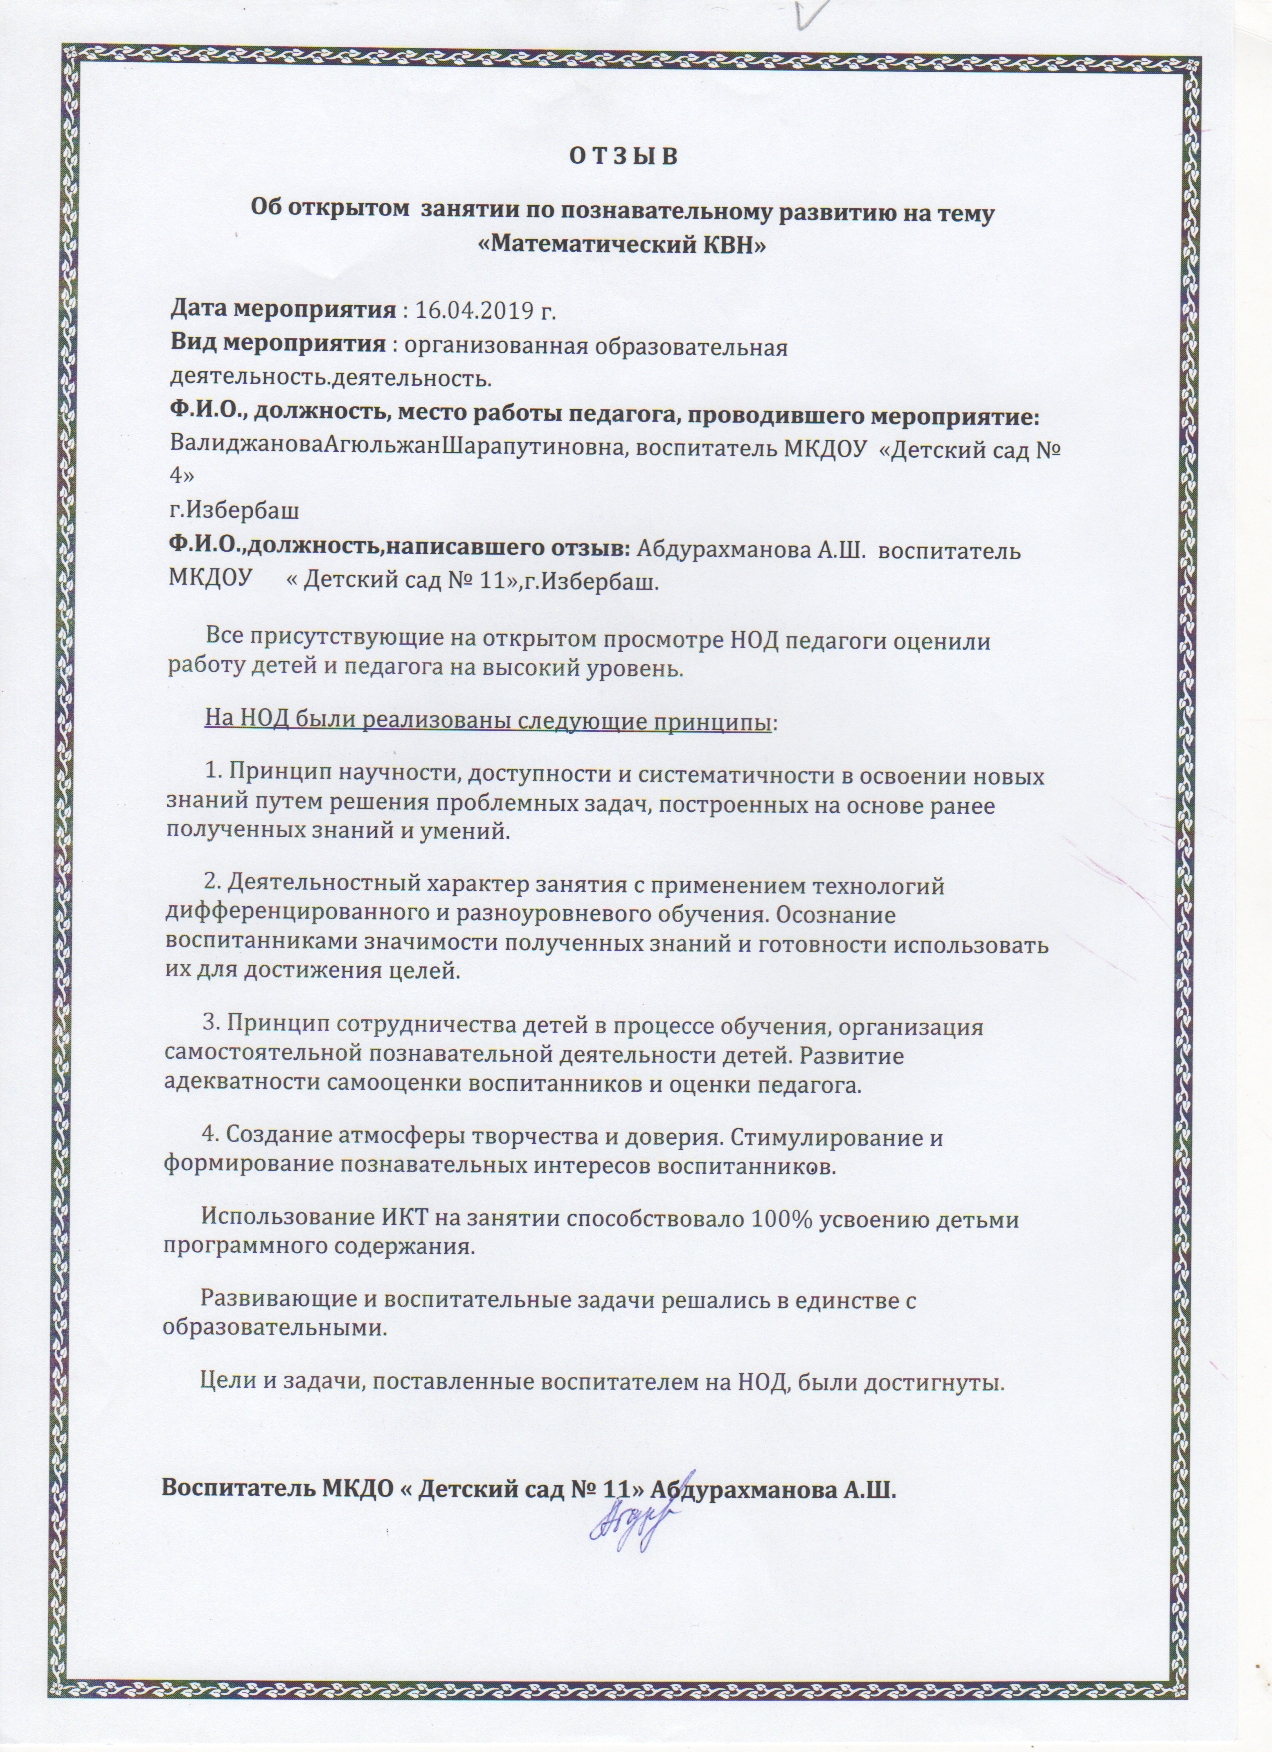 О Т З Ы В
Об открытом занятии по познавательному развитию на тему
«Математический КВН»
Дата мероприятия : 16.04.2019 г.
Вид мероприятия : организованная образовательная
деятельность.деятельность.
Ф.И.О., должность, место работы педагога, проводившего мероприятие:
ВалиджановаАгюльжанШарапутиновна, воспитатель МКДОУ «Детский сад №
4»
г.Избербаш
Ф.И.О.,должность,написавшего отзыв: Абдурахманова А.Ш. воспитатель
МКДОУ « Детский сад № 11»,г.Избербаш.
Все присутствующие на открытом просмотре НОД педагоги оценили
работу детей и педагога на высокий уровень.
На НОД были реализованы следующие принципы:
1. Принцип научности, доступности и систематичности в освоении новых
знаний путем решения проблемных задач, построенных на основе ранее
полученных знаний и умений.
2. Деятельностный характер занятия с применением технологий
дифференцированного и разноуровневого обучения. Осознание
воспитанниками значимости полученных знаний и готовности использовать
их для достижения целей.
3. Принцип сотрудничества детей в процессе обучения, организация
самостоятельной познавательной деятельности детей. Развитие
адекватности самооценки воспитанников и оценки педагога.
4. Создание атмосферы творчества и доверия. Стимулирование и
формирование познавательных интересов воспитанников.
Использование ИКТ на занятии способствовало 100% усвоению детьми
программного содержания.
Развивающие и воспитательные задачи решались в единстве с
образовательными.
Цели и задачи, поставленные воспитателем на НОД, были достигнуты.
Воспитатель МКДО « Детский сад № 11» Абдурахманова А.Ш.